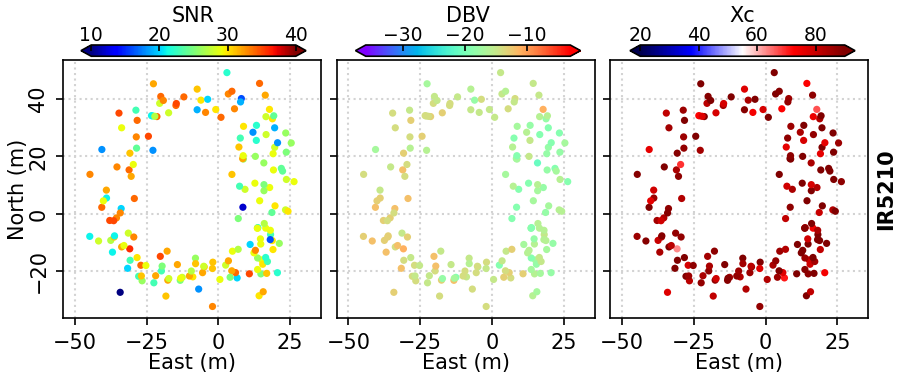 SNR DBV Xc
10 20 30 40 −30 −20 −10 20 40 60 80
40
20
0
−20
North (m)
−50 −25 0 25 −50 −25 0 25 −50 −25 0 25
East (m) East (m) East (m)
IR5210